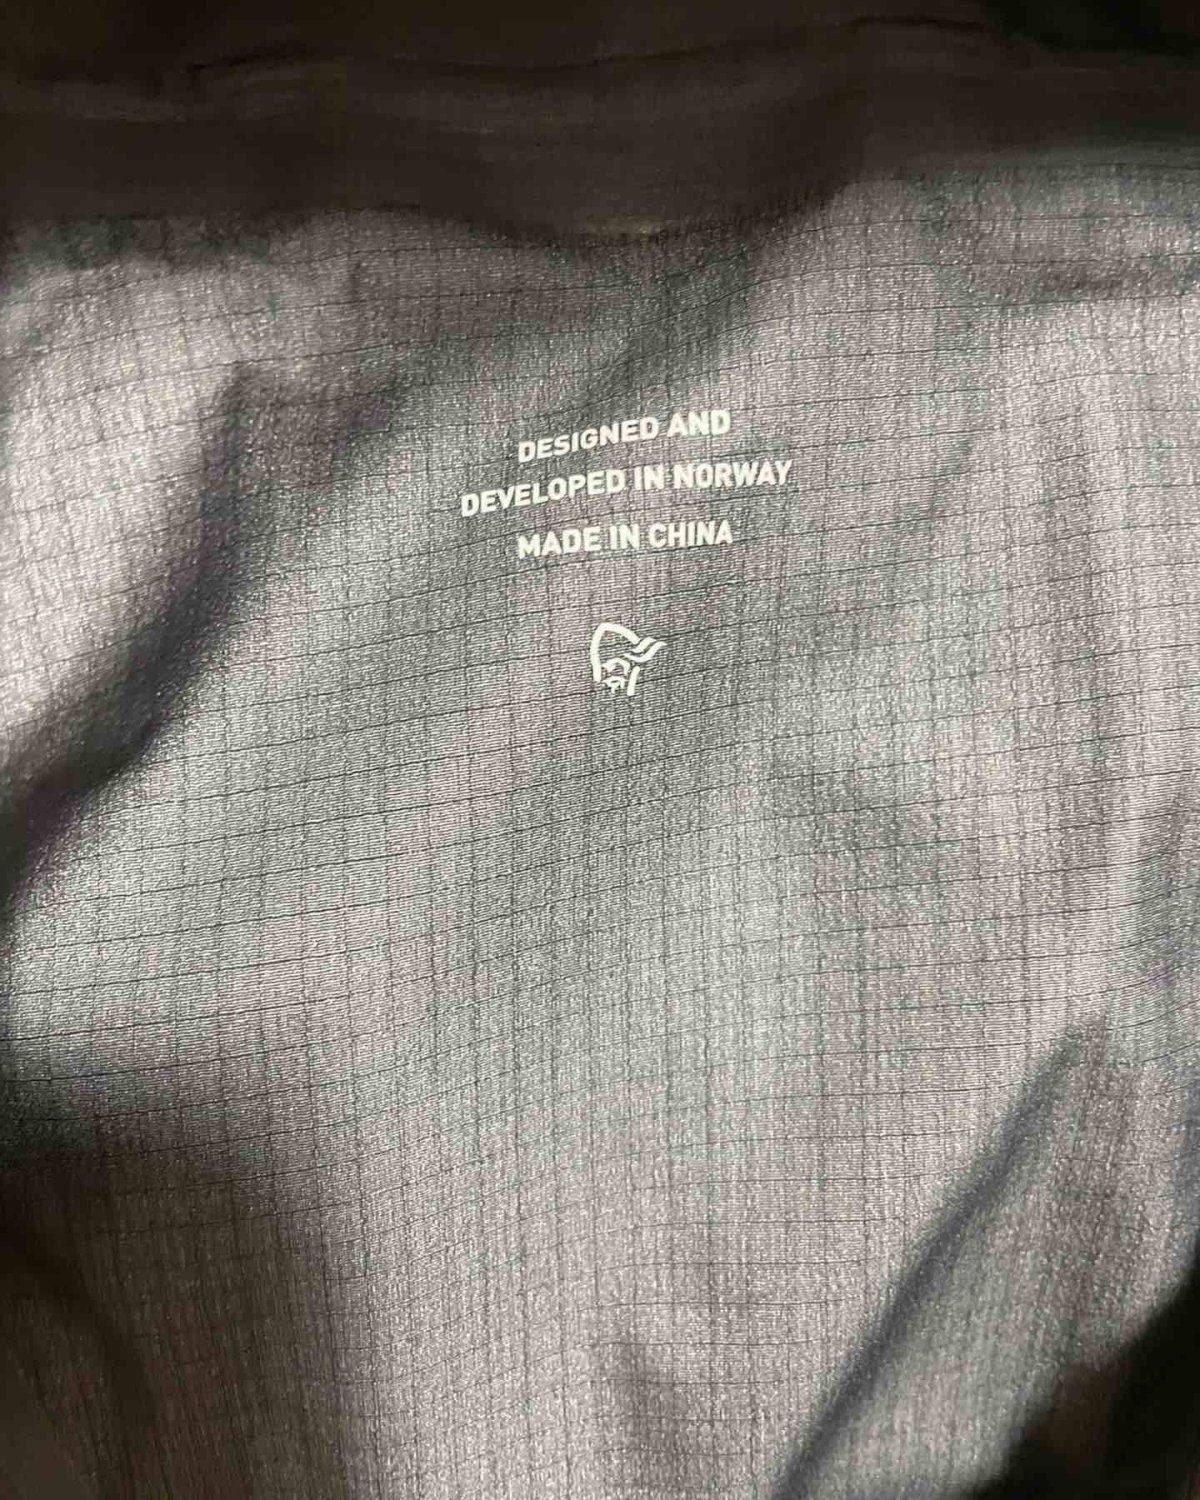 DESIGNED AND
DEVELOPED IN NORWAY
MADE IN CHINA